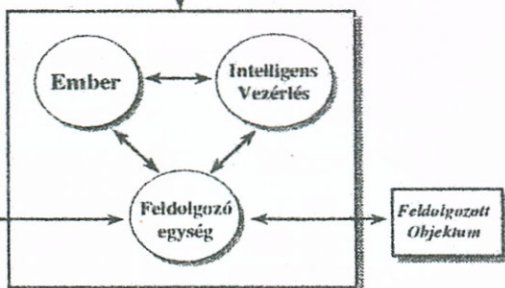 Ember
Intelligens
Vezérlés
Feldolgozó
egység
Feldolgozott
Objektum